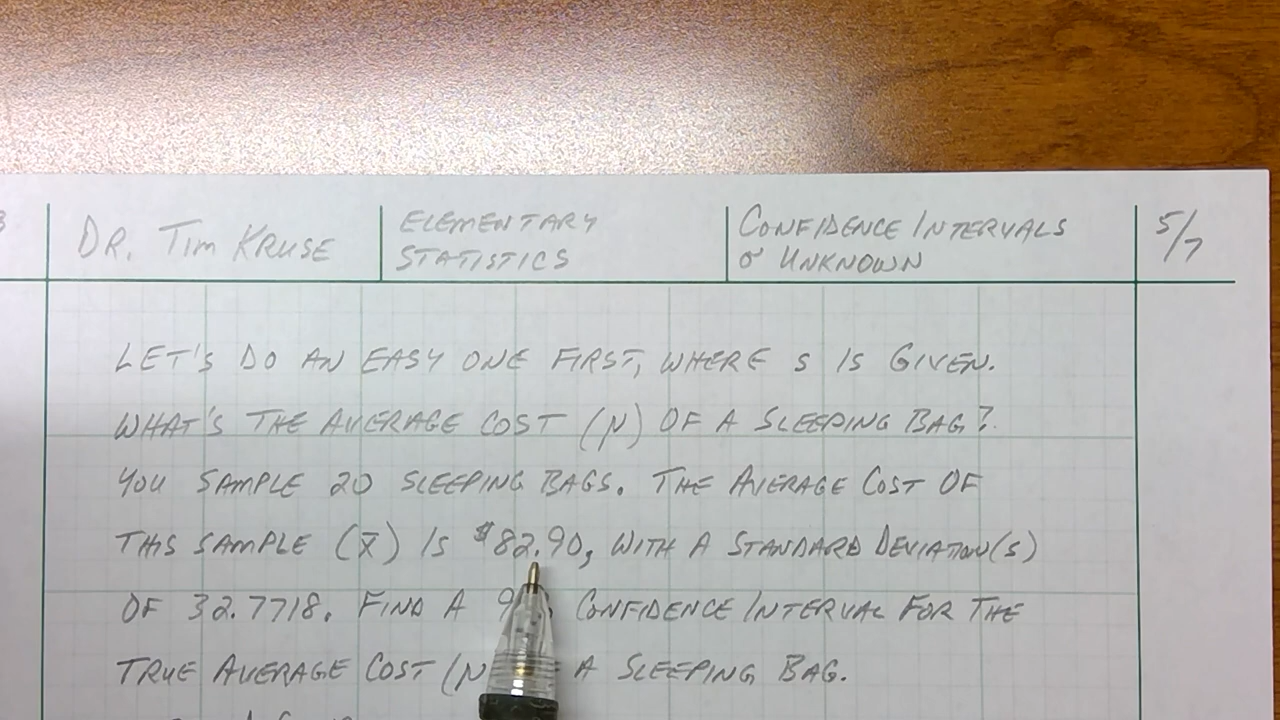 DR. TIM KRUSE
ELEMENTARY
STATISTICS
CONFIDENCE INTERVALS
σ UNKNOWN
5/7
LET'S DO AN EASY ONE FIRST, WHERE s IS GIVEN.
WHAT'S THE AVERAGE COST (μ) OF A SLEEPING BAG?
YOU SAMPLE 20 SLEEPING BAGS. THE AVERAGE COST OF
THIS SAMPLE (x̄) IS $82.90, WITH A STANDARD DEVIATION (s)
OF 32.7718. FIND A CONFIDENCE INTERVAL FOR THE
TRUE AVERAGE COST (μ A SLEEPING BAG.